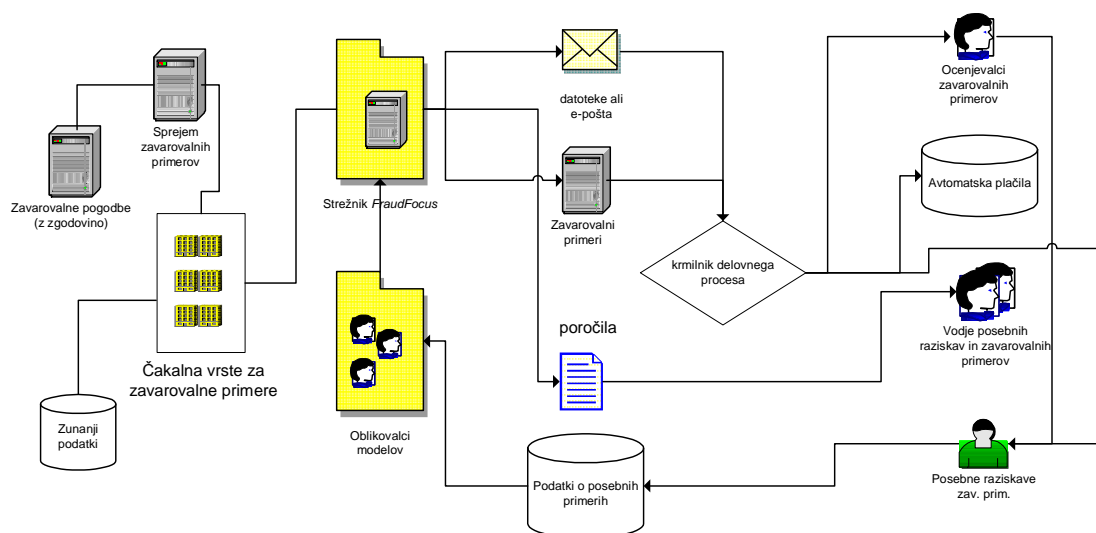 Sprejem
zavarovalnih
primerov
Zavarovalne pogodbe
(z zgodovino)
Čakalna vrste za
zavarovalne primere
Zunanji
podatki
Strežnik FraudFocus
Oblikovalci
modelov
datoteke ali
e-pošta
Zavarovalni
primeri
poročila
krmilnik delovnega
procesa
Podatki o posebnih
primerih
Ocenjevalci
zavarovalnih
primerov
Avtomatska plačila
Vodje posebnih
raziskav in zavarovalnih
primerov
Posebne raziskave
zav. prim.